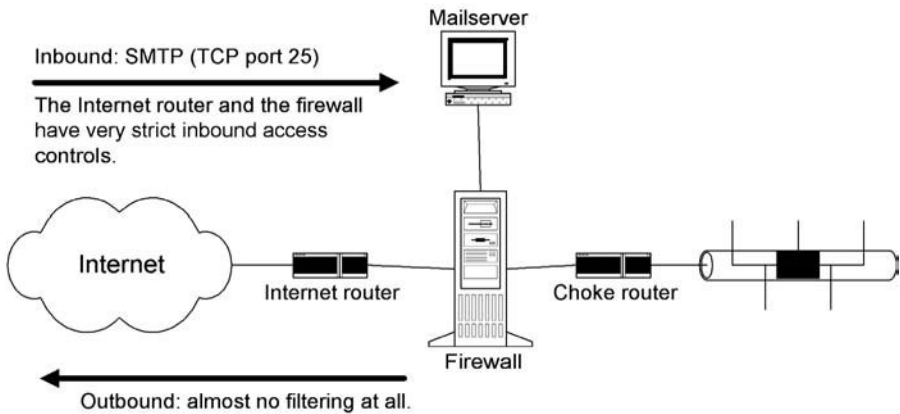 Mailserver
Inbound: SMTP (TCP port 25)
The Internet router and the firewall
have very strict inbound access
controls.
Internet
Internet router
Choke router
Firewall
Outbound: almost no filtering at all.